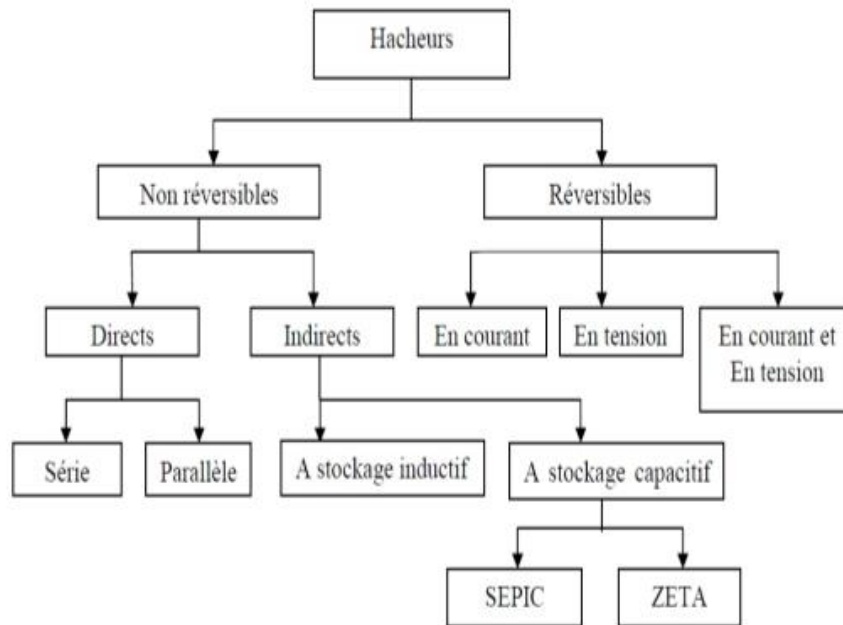 Hacheurs
Non réversibles
Réversibles
Directs
Indirects
En courant
En tension
En courant et
En tension
Série
Parallèle
A stockage inductif
A stockage capacitif
SEPIC
ZETA